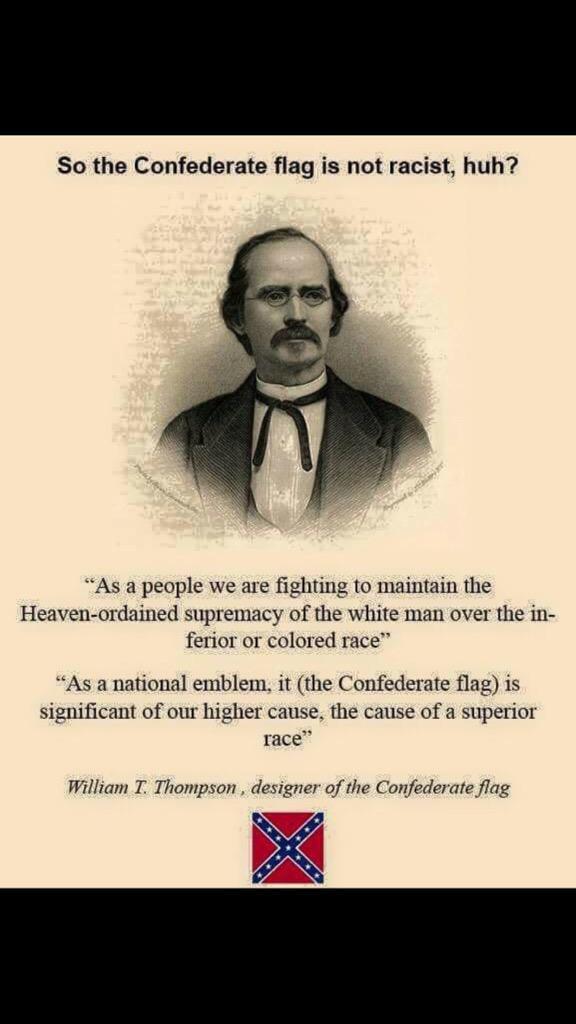 So the Confederate flag is not racist, huh?
“As a people we are fighting to maintain the
Heaven-ordained supremacy of the white man over the in-
ferior or colored race”
“As a national emblem, it (the Confederate flag) is
significant of our higher cause, the cause of a superior
race”
William T. Thompson , designer of the Confederate flag